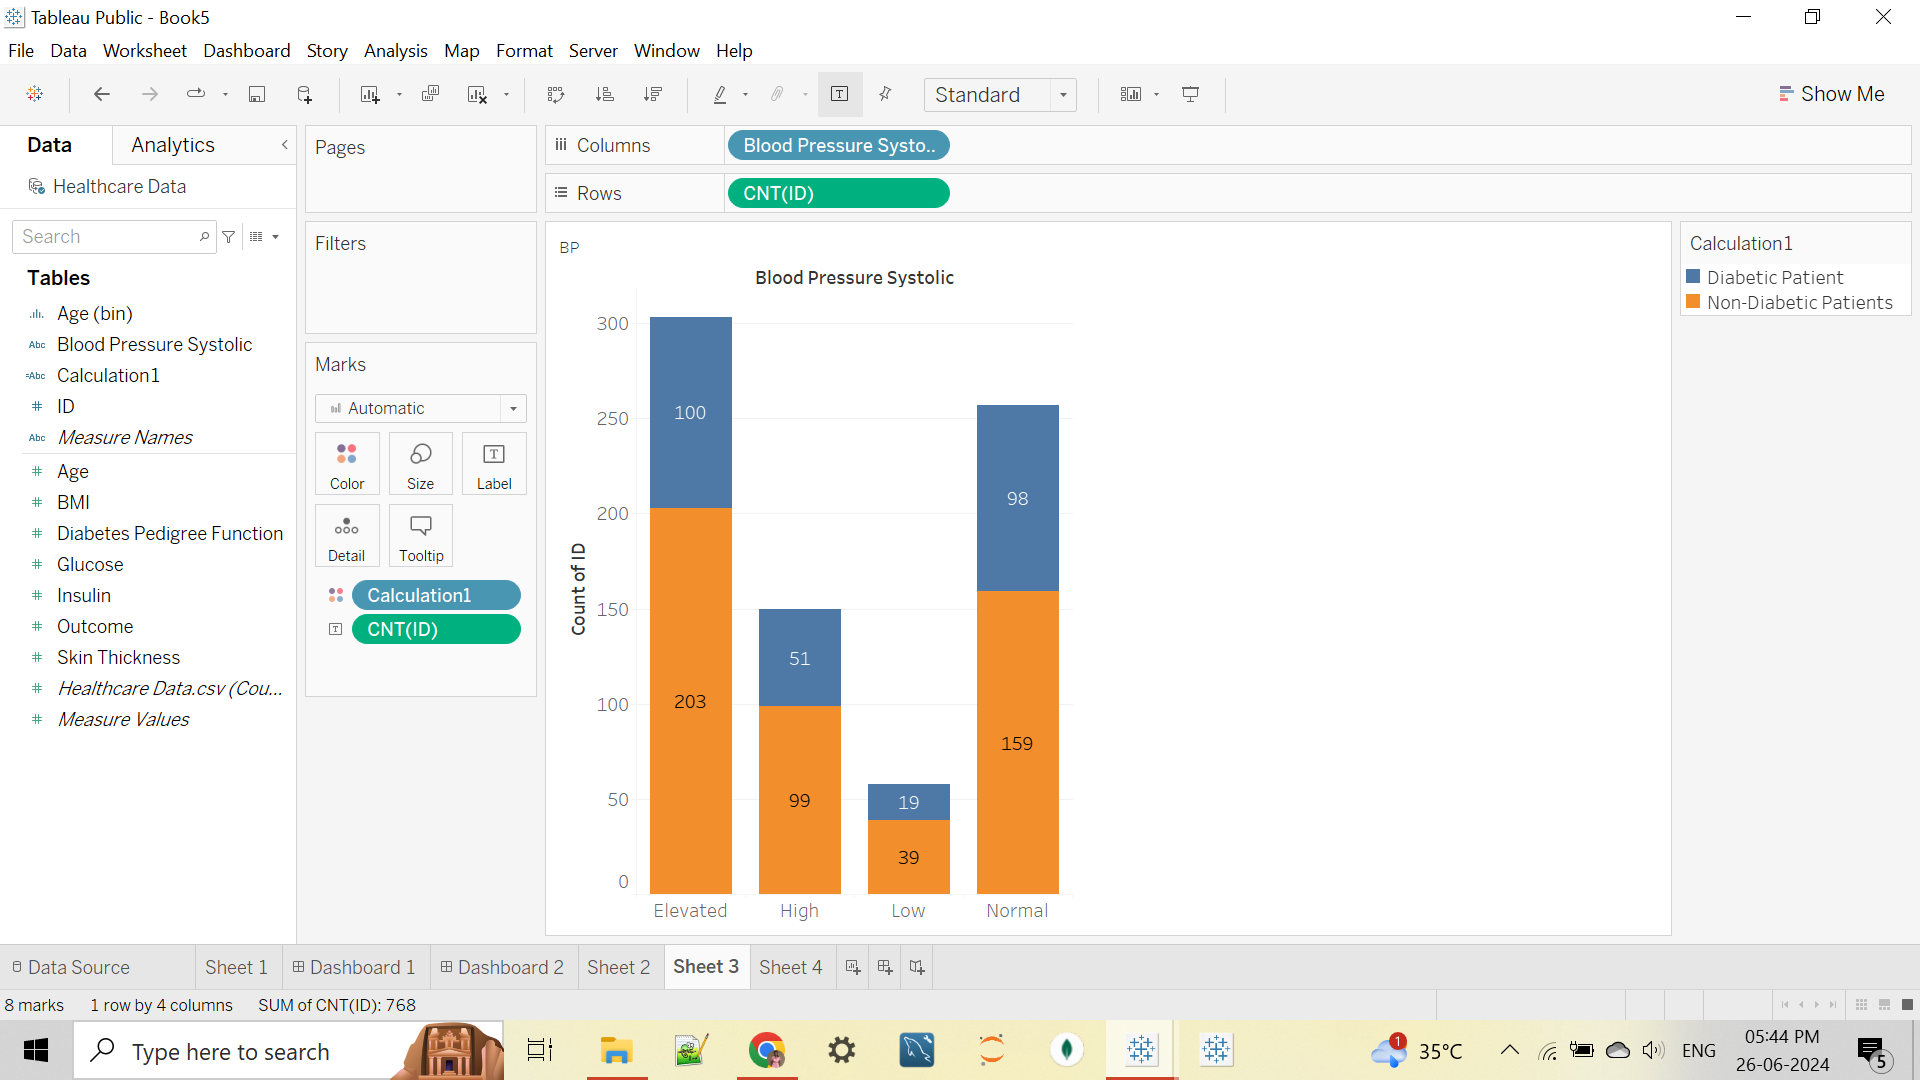 Tableau Public - Book5
File Data Worksheet Dashboard Story Analysis Map Format Server Window Help
Standard
Show Me
Data Analytics
Healthcare Data
Search
Tables
Age (bin)
Abc Blood Pressure Systolic
=Abc Calculation1
# ID
Abc Measure Names
# Age
# BMI
# Diabetes Pedigree Function
# Glucose
# Insulin
# Outcome
# Skin Thickness
# Healthcare Data.csv (Cou...
# Measure Values
Pages
Filters
Marks
Automatic
Color Size Label
Detail Tooltip
Calculation1
CNT(ID)
Columns Blood Pressure Systo..
Rows CNT(ID)
BP
Blood Pressure Systolic
Count of ID
300
250
200
150
100
50
0
100
203
51
99
19
39
98
159
Elevated High Low Normal
Calculation1
Diabetic Patient
Non-Diabetic Patients
Data Source Sheet 1 Dashboard 1 Dashboard 2 Sheet 2 Sheet 3 Sheet 4
8 marks 1 row by 4 columns SUM of CNT(ID): 768
Type here to search
1
35°C
ENG
05:44 PM
26-06-2024
5